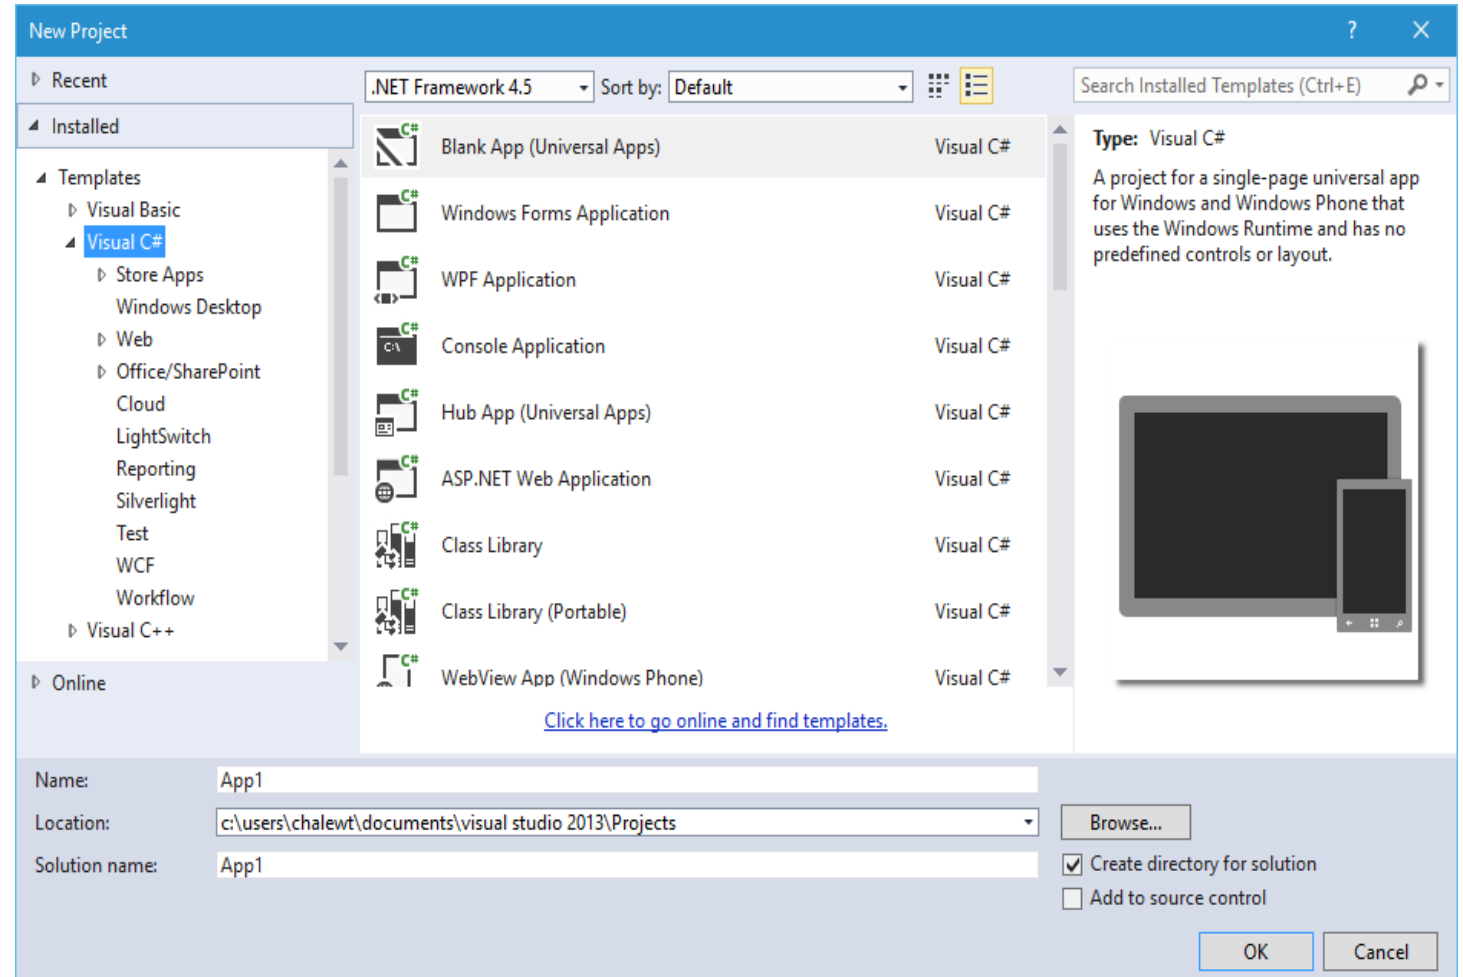 New Project
?
Recent
Installed
Templates
Visual Basic
Visual C#
Store Apps
Windows Desktop
Web
Office/SharePoint
Cloud
LightSwitch
Reporting
Silverlight
Test
WCF
Workflow
Visual C++
Online
.NET Framework 4.5
Sort by: Default
Search Installed Templates (Ctrl+E)
C# Blank App (Universal Apps) Visual C#
C# Windows Forms Application Visual C#
C# WPF Application Visual C#
C# C:\ Console Application Visual C#
C# Hub App (Universal Apps) Visual C#
C# ASP.NET Web Application Visual C#
C# Class Library Visual C#
C# Class Library (Portable) Visual C#
C# WebView App (Windows Phone) Visual C#
Click here to go online and find templates.
Type: Visual C#
A project for a single-page universal app
for Windows and Windows Phone that
uses the Windows Runtime and has no
predefined controls or layout.
Name: App1
Location: c:\users\chalewt\documents\visual studio 2013\Projects
Browse...
Solution name: App1
Create directory for solution
Add to source control
OK
Cancel